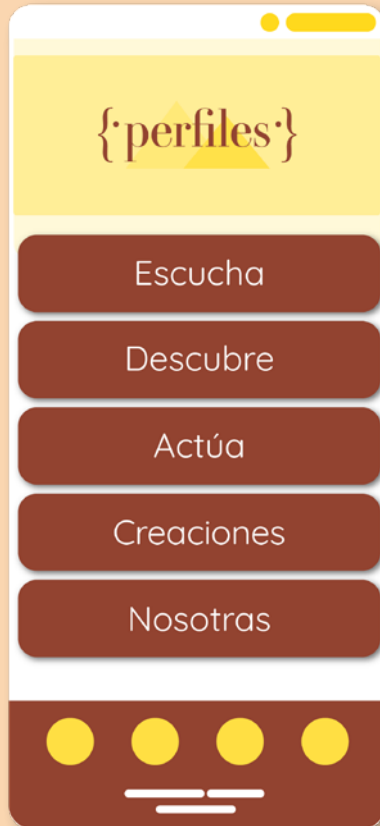 {·perfiles·}
Escucha
Descubre
Actúa
Creaciones
Nosotras